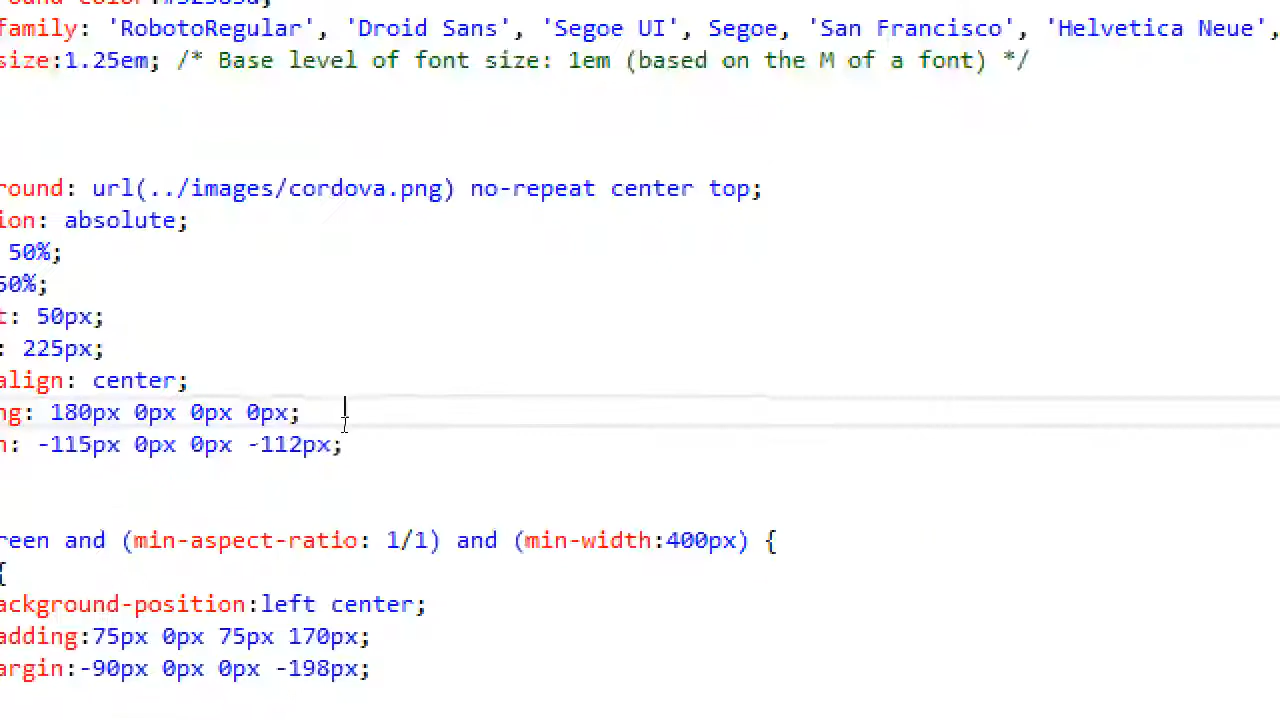 family: 'RobotoRegular', 'Droid Sans', 'Segoe UI', Segoe, 'San Francisco', 'Helvetica Neue',
size:1.25em; /* Base level of font size: 1em (based on the M of a font) */
round: url(../images/cordova.png) no-repeat center top;
ion: absolute;
50%;
50%;
t: 50px;
: 225px;
align: center;
ng: 180px 0px 0px 0px;
n: -115px 0px 0px -112px;
reen and (min-aspect-ratio: 1/1) and (min-width:400px) {
{
ackground-position:left center;
adding:75px 0px 75px 170px;
argin:-90px 0px 0px -198px;